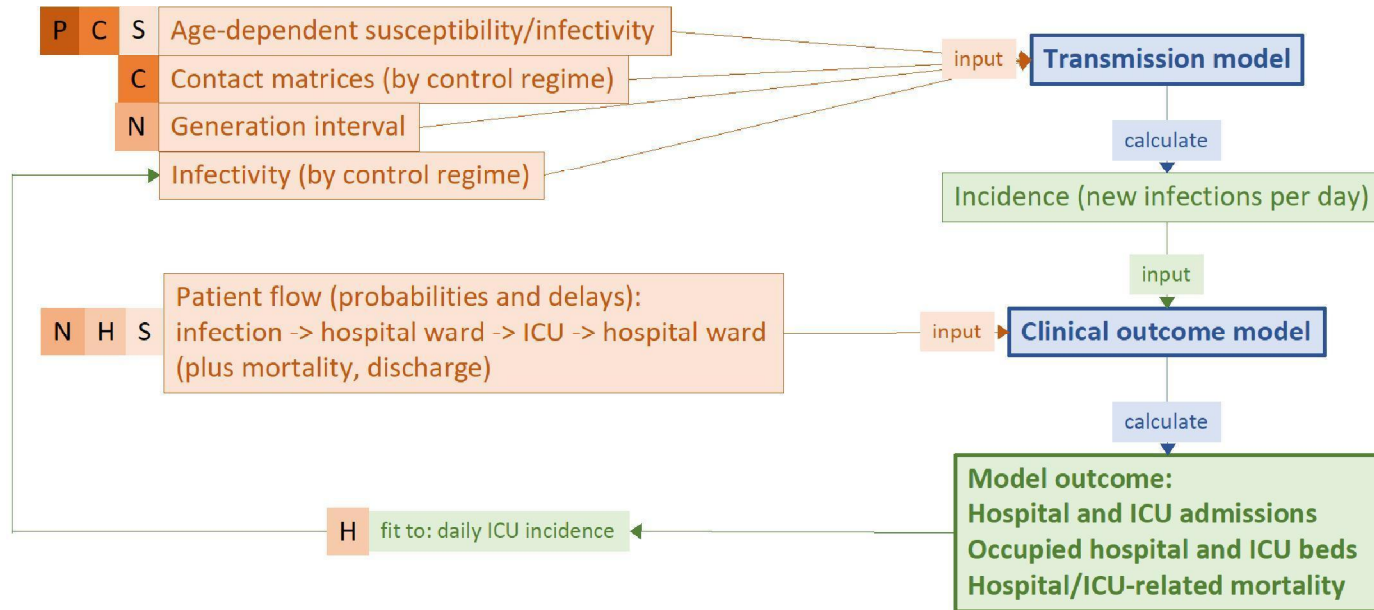 P C S Age-dependent susceptibility/infectivity
input
Transmission model
C Contact matrices (by control regime)
N Generation interval
calculate
Infectivity (by control regime)
Incidence (new infections per day)
input
Patient flow (probabilities and delays):
N H S infection -> hospital ward -> ICU -> hospital ward
(plus mortality, discharge)
input
Clinical outcome model
calculate
Model outcome:
Hospital and ICU admissions
Occupied hospital and ICU beds
Hospital/ICU-related mortality
H fit to: daily ICU incidence